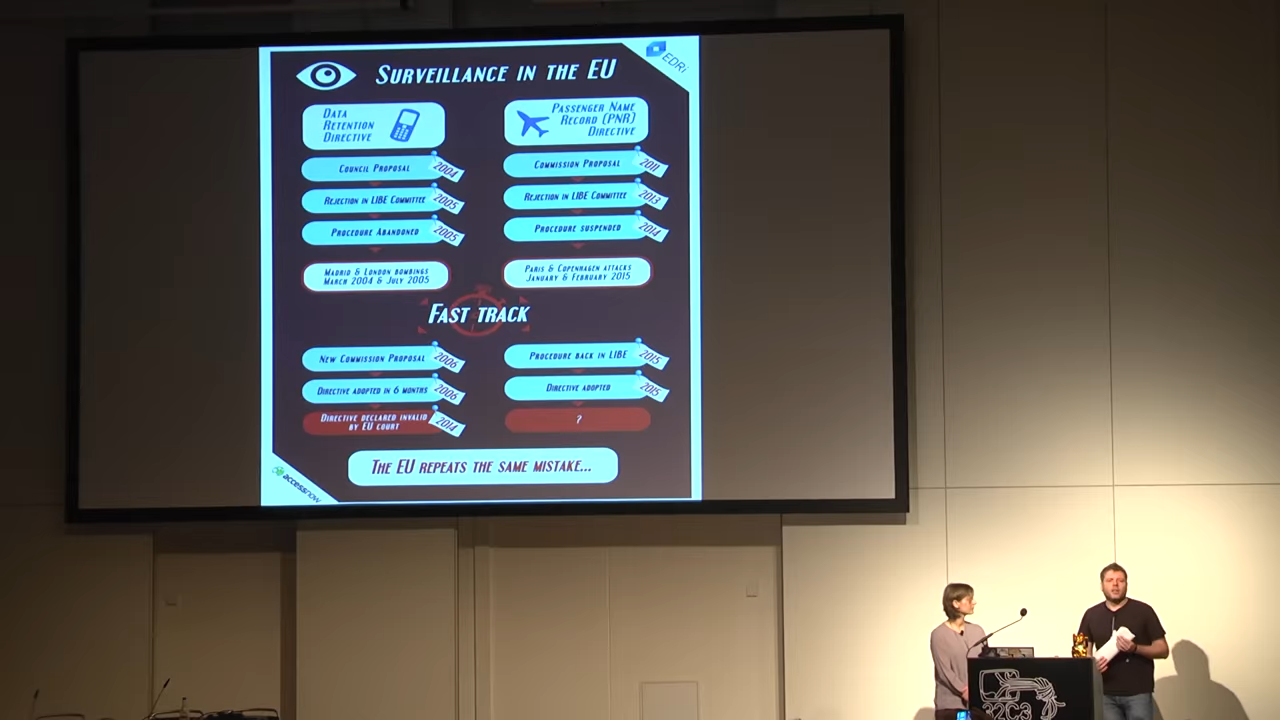 SURVEILLANCE IN THE EU
EDRi
DATA
RETENTION
DIRECTIVE
COUNCIL PROPOSAL
2004
REJECTION IN LIBE COMMITTEE
2005
PROCEDURE ABANDONED
2005
MADRID & LONDON BOMBINGS
MARCH 2004 & JULY 2005
PASSENGER NAME
RECORD (PNR)
DIRECTIVE
COMMISSION PROPOSAL
2011
REJECTION IN LIBE COMMITTEE
2013
PROCEDURE SUSPENDED
2014
PARIS & COPENHAGEN ATTACKS
JANUARY & FEBRUARY 2015
FAST TRACK
NEW COMMISSION PROPOSAL
2006
DIRECTIVE ADOPTED IN 6 MONTHS
2006
DIRECTIVE DECLARED INVALID
BY EU COURT
2014
PROCEDURE BACK IN LIBE
2015
DIRECTIVE ADOPTED
2015
?
THE EU REPEATS THE SAME MISTAKE...
accessnow
32C3